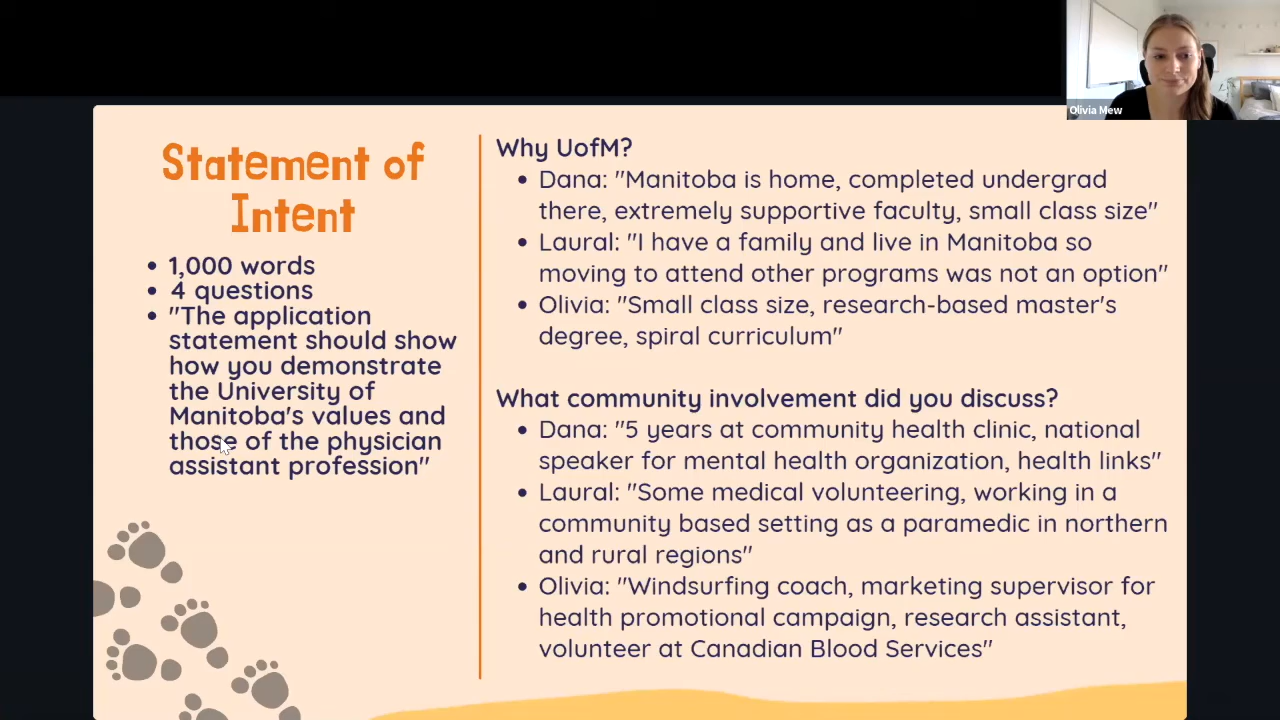 Olivia Mew
Statement of
Intent
• 1,000 words
• 4 questions
• "The application
statement should show
how you demonstrate
the University of
Manitoba's values and
those of the physician
assistant profession"
Why UofM?
• Dana: "Manitoba is home, completed undergrad
there, extremely supportive faculty, small class size"
• Laural: "I have a family and live in Manitoba so
moving to attend other programs was not an option"
• Olivia: "Small class size, research-based master's
degree, spiral curriculum"
What community involvement did you discuss?
• Dana: "5 years at community health clinic, national
speaker for mental health organization, health links"
• Laural: "Some medical volunteering, working in a
community based setting as a paramedic in northern
and rural regions"
• Olivia: "Windsurfing coach, marketing supervisor for
health promotional campaign, research assistant,
volunteer at Canadian Blood Services"